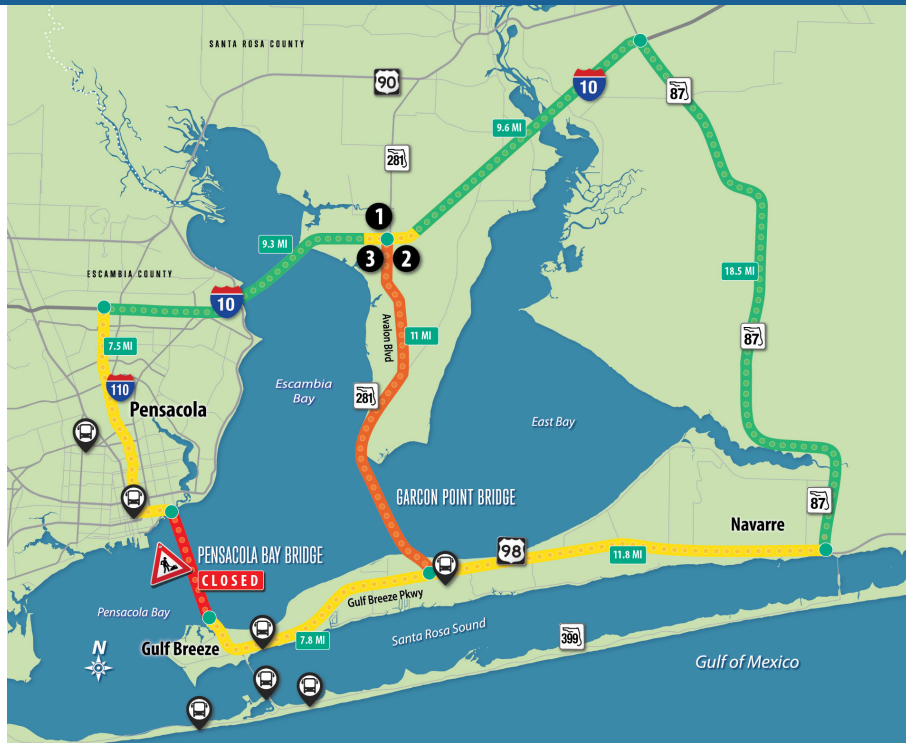 SANTA ROSA COUNTY
90
10
87
9.6 MI
281
1
9.3 MI
3
2
ESCAMBIA COUNTY
10
18.5 MI
7.5 MI
Avalon Blvd
11 MI
87
110
Pensacola
Escambia
Bay
281
East Bay
GARCON POINT BRIDGE
87
Navarre
PENSACOLA BAY BRIDGE
CLOSED
98
11.8 MI
Pensacola Bay
Gulf Breeze Pkwy
Gulf Breeze
7.8 MI
Santa Rosa Sound
399
N
Gulf of Mexico